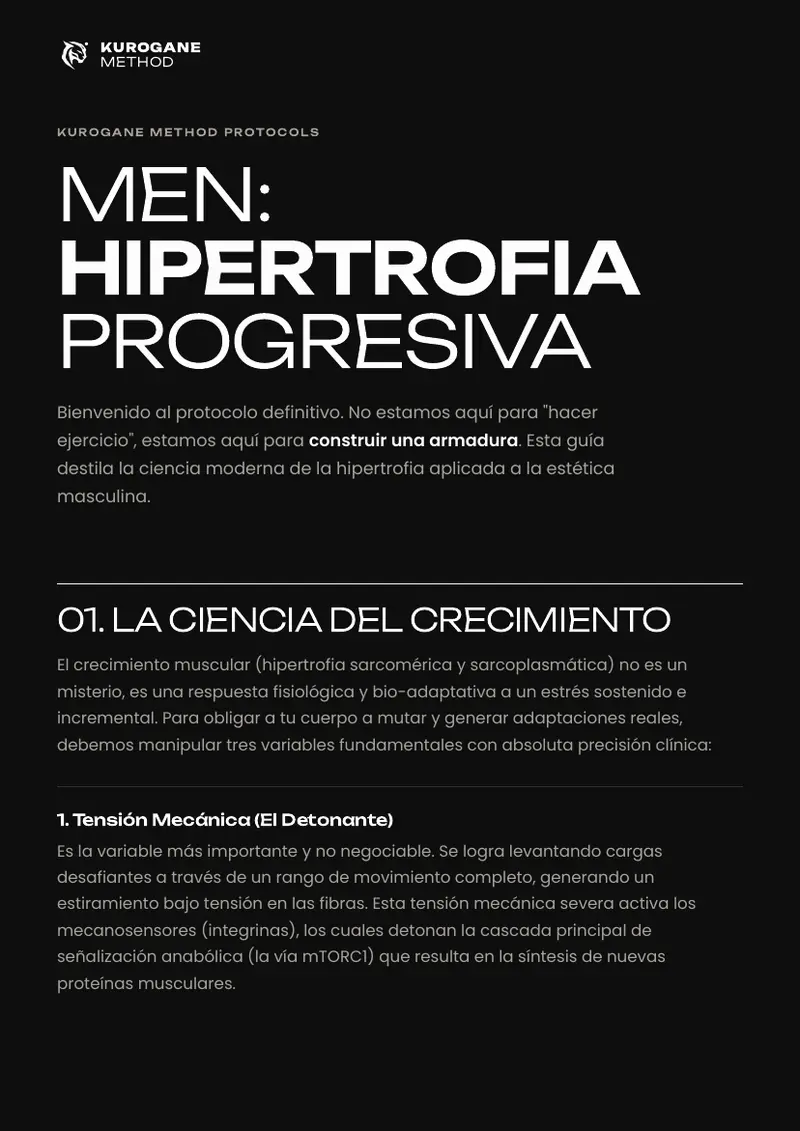 KUROGANE
METHOD
KUROGANE METHOD PROTOCOLS
MEN:
HIPERTROFIA
PROGRESIVA
Bienvenido al protocolo definitivo. No estamos aquí para "hacer
ejercicio", estamos aquí para construir una armadura. Esta guía
destila la ciencia moderna de la hipertrofia aplicada a la estética
masculina.
01. LA CIENCIA DEL CRECIMIENTO
El crecimiento muscular (hipertrofia sarcomérica y sarcoplasmática) no es un
misterio, es una respuesta fisiológica y bio-adaptativa a un estrés sostenido e
incremental. Para obligar a tu cuerpo a mutar y generar adaptaciones reales,
debemos manipular tres variables fundamentales con absoluta precisión clínica:
1. Tensión Mecánica (El Detonante)
Es la variable más importante y no negociable. Se logra levantando cargas
desafiantes a través de un rango de movimiento completo, generando un
estiramiento bajo tensión en las fibras. Esta tensión mecánica severa activa los
mecanosensores (integrinas), los cuales detonan la cascada principal de
señalización anabólica (la vía mTORC1) que resulta en la síntesis de nuevas
proteínas musculares.